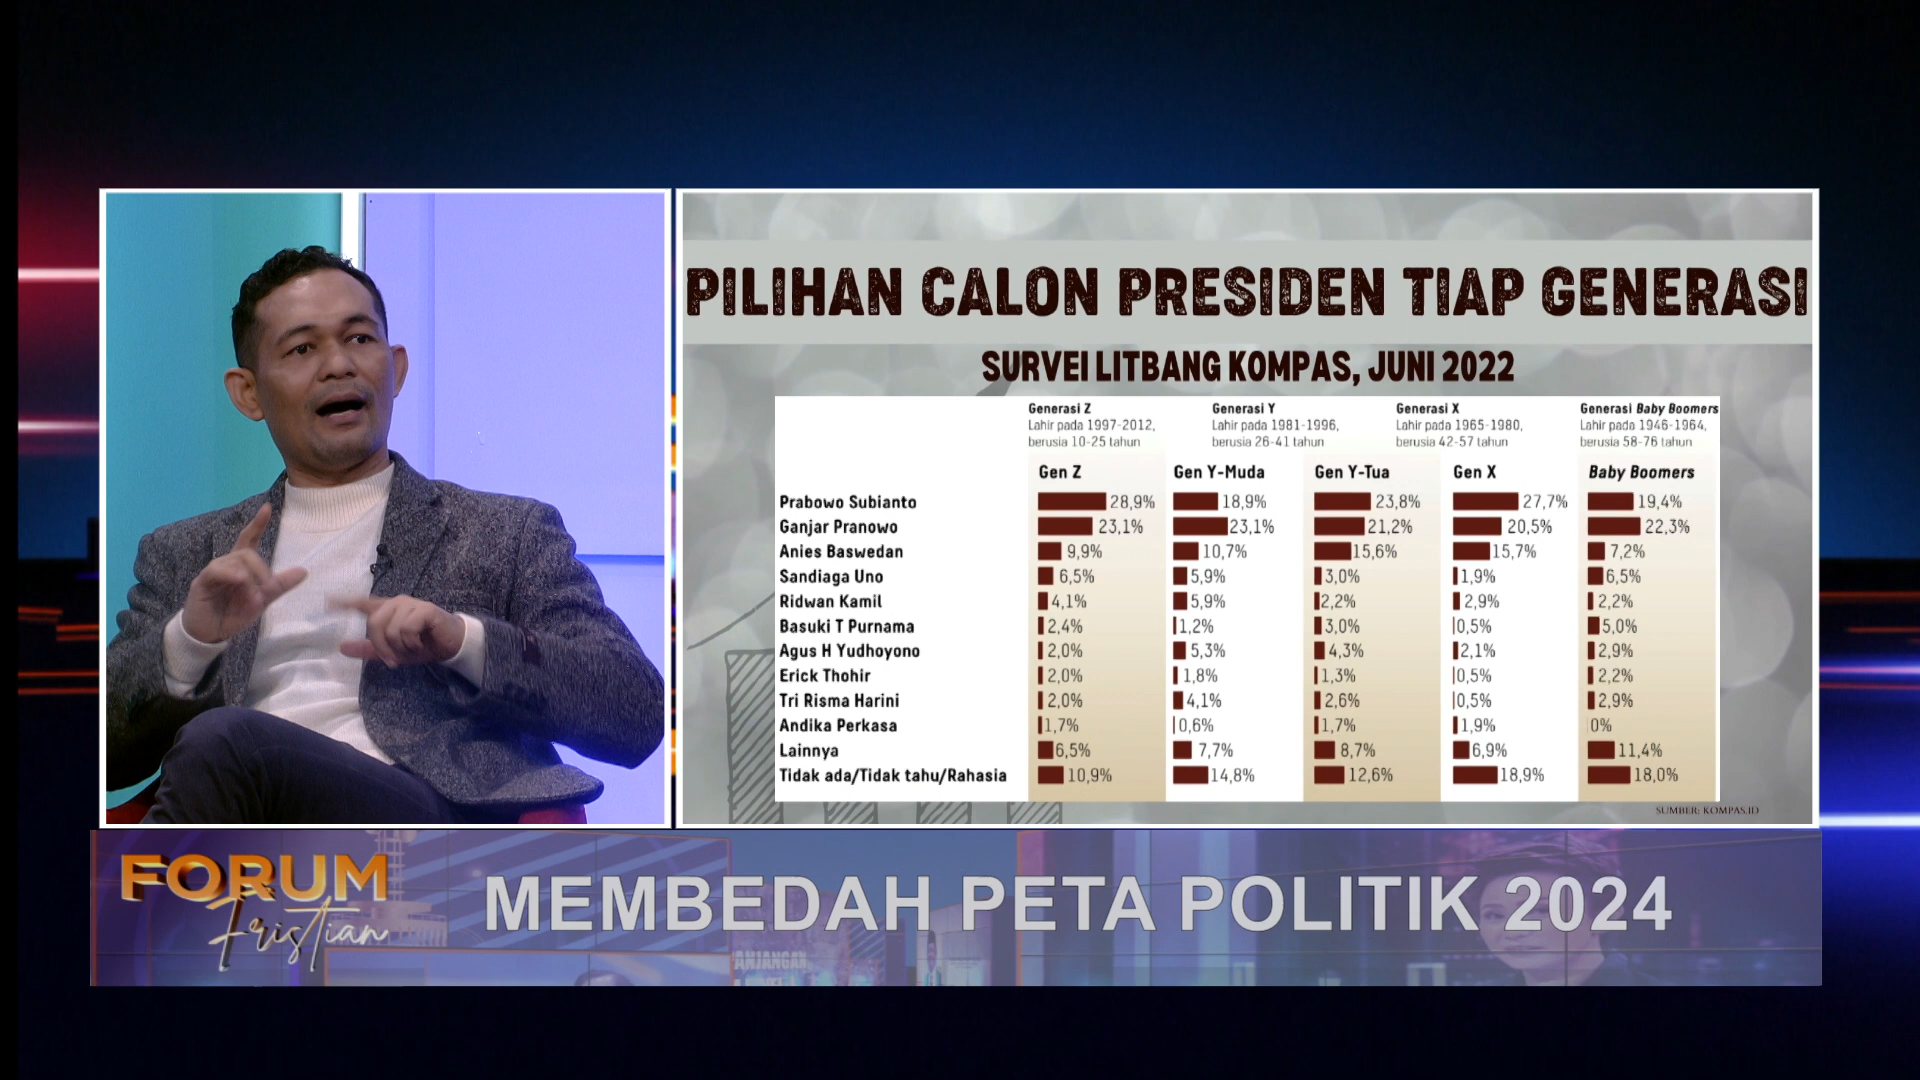 PILIHAN CALON PRESIDEN TIAP GENERASI
SURVEI LITBANG KOMPAS, JUNI 2022
Generasi Z Generasi Y Generasi X Generasi Baby Boomers
Lahir pada 1997-2012, Lahir pada 1981-1996, Lahir pada 1965-1980, Lahir pada 1946-1964,
berusia 10-25 tahun berusia 26-41 tahun berusia 42-57 tahun berusia 58-76 tahun
Gen Z Gen Y-Muda Gen Y-Tua Gen X Baby Boomers
Prabowo Subianto 28,9% 18,9% 23,8% 27,7% 19,4%
Ganjar Pranowo 23,1% 23,1% 21,2% 20,5% 22,3%
Anies Baswedan 9,9% 10,7% 15,6% 15,7% 7,2%
Sandiaga Uno 6,5% 5,9% 3,0% 1,9% 6,5%
Ridwan Kamil 4,1% 5,9% 2,2% 2,9% 2,2%
Basuki T Purnama 2,4% 1,2% 3,0% 0,5% 5,0%
Agus H Yudhoyono 2,0% 5,3% 4,3% 2,1% 2,9%
Erick Thohir 2,0% 1,8% 1,3% 0,5% 2,2%
Tri Risma Harini 2,0% 4,1% 2,6% 0,5% 2,9%
Andika Perkasa 1,7% 0,6% 1,7% 1,9% 0%
Lainnya 6,5% 7,7% 8,7% 6,9% 11,4%
Tidak ada/Tidak tahu/Rahasia 10,9% 14,8% 12,6% 18,9% 18,0%
SUMBER: KOMPAS.ID
FORUM
Fristian
MEMBEDAH PETA POLITIK 2024